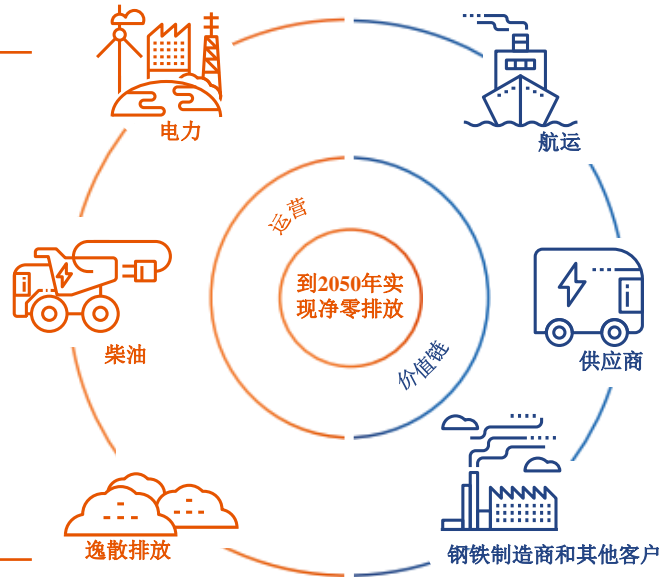 电力
航运
运营
到2050年实
现净零排放
柴油
价值链
供应商
逸散排放
钢铁制造商和其他客户